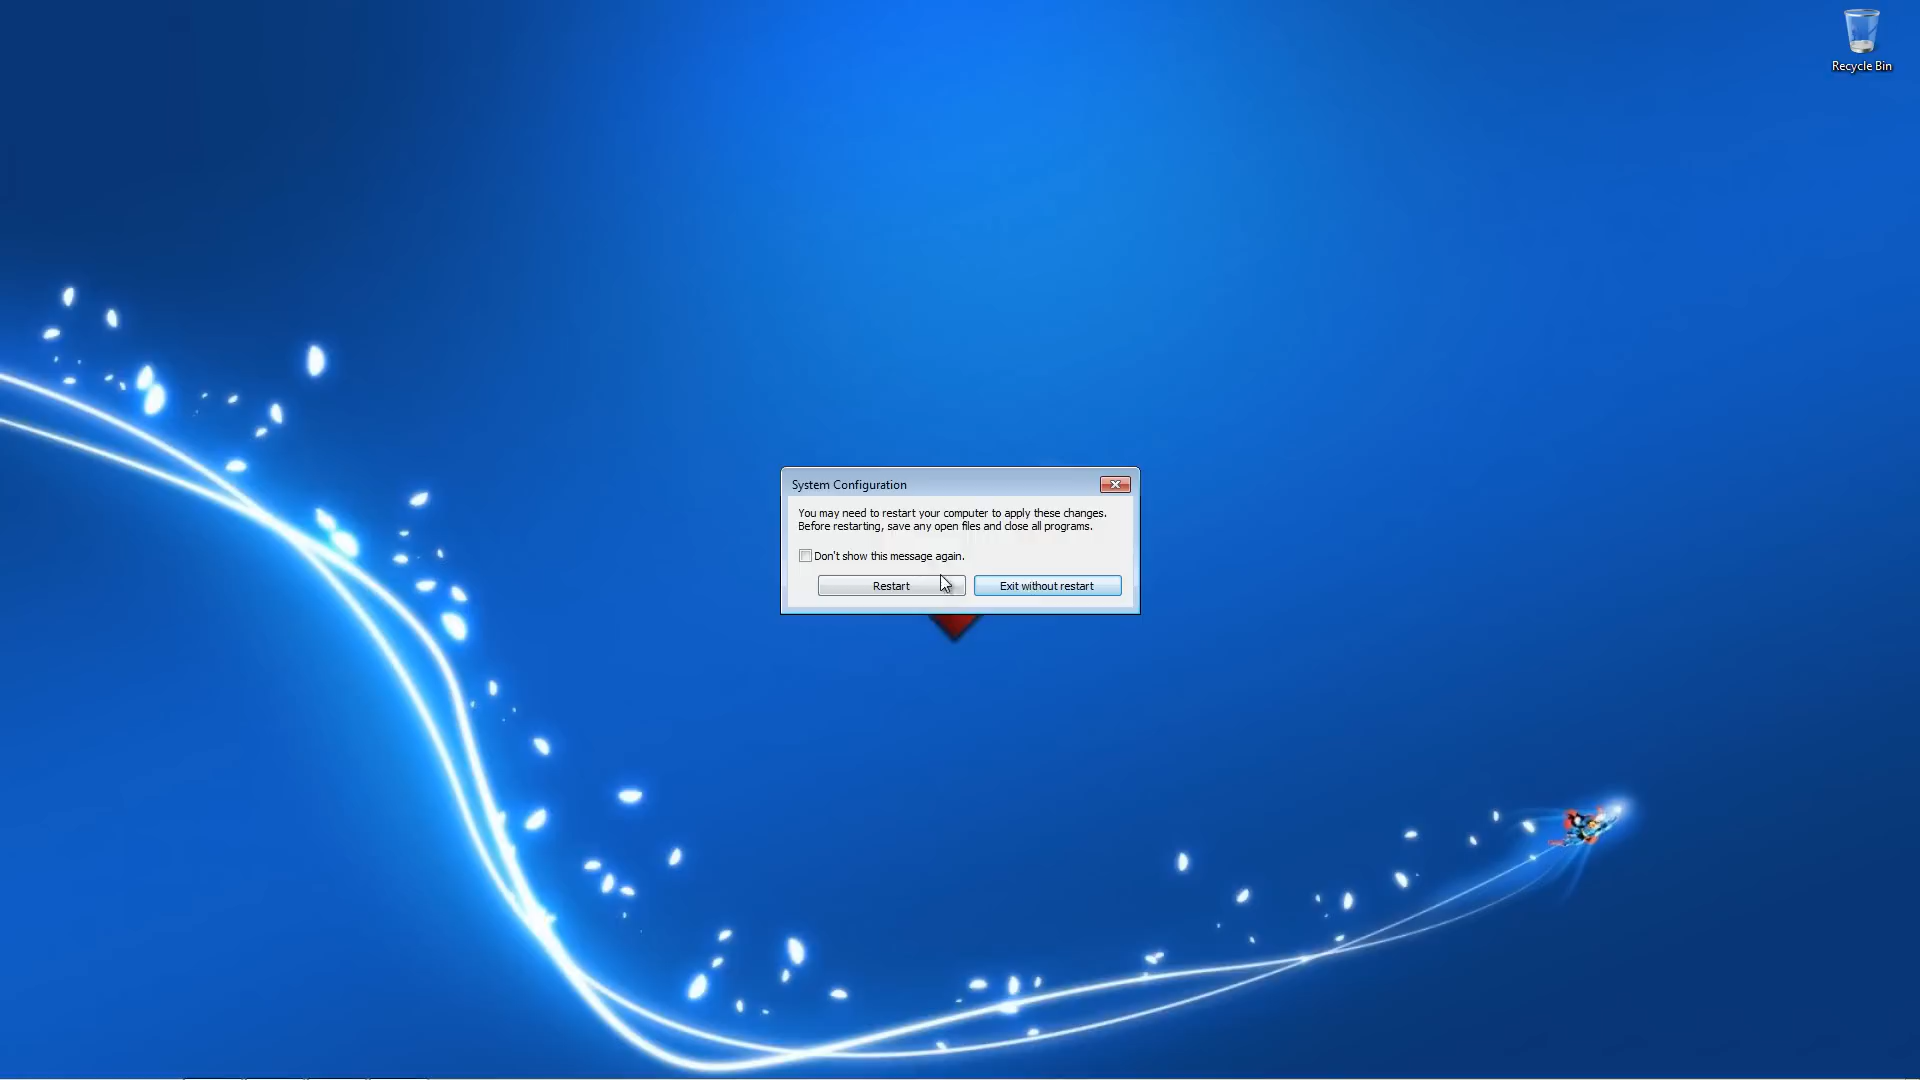 Recycle Bin
System Configuration
You may need to restart your computer to apply these changes.
Before restarting, save any open files and close all programs.
Don't show this message again.
Restart
Exit without restart